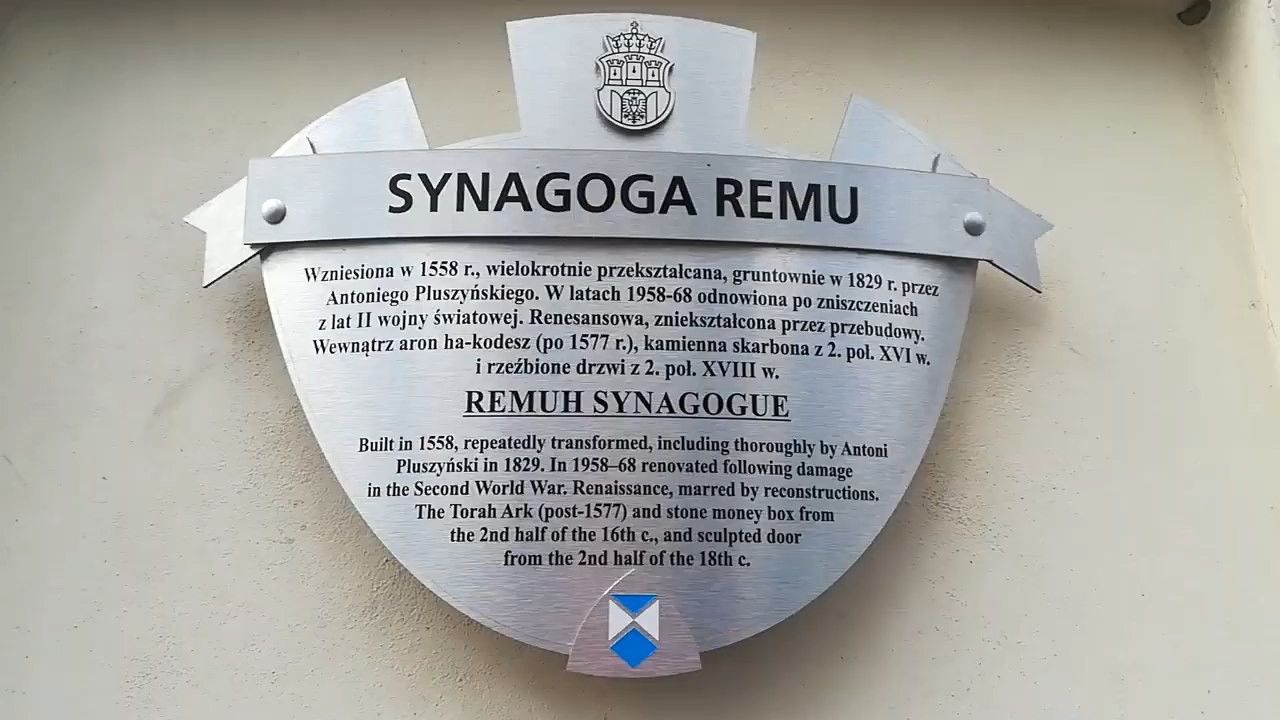 SYNAGOGA REMU
Wzniesiona w 1558 r., wielokrotnie przekształcana, gruntownie w 1829 r. przez
Antoniego Pluszyńskiego. W latach 1958-68 odnowiona po zniszczeniach
z lat II wojny światowej. Renesansowa, zniekształcona przez przebudowy.
Wewnątrz aron ha-kodesz (po 1577 r.), kamienna skarbona z 2. poł. XVI w.
i rzeźbione drzwi z 2. poł. XVIII w.
REMUH SYNAGOGUE
Built in 1558, repeatedly transformed, including thoroughly by Antoni
Pluszyński in 1829. In 1958–68 renovated following damage
in the Second World War. Renaissance, marred by reconstructions.
The Torah Ark (post-1577) and stone money box from
the 2nd half of the 16th c., and sculpted door
from the 2nd half of the 18th c.